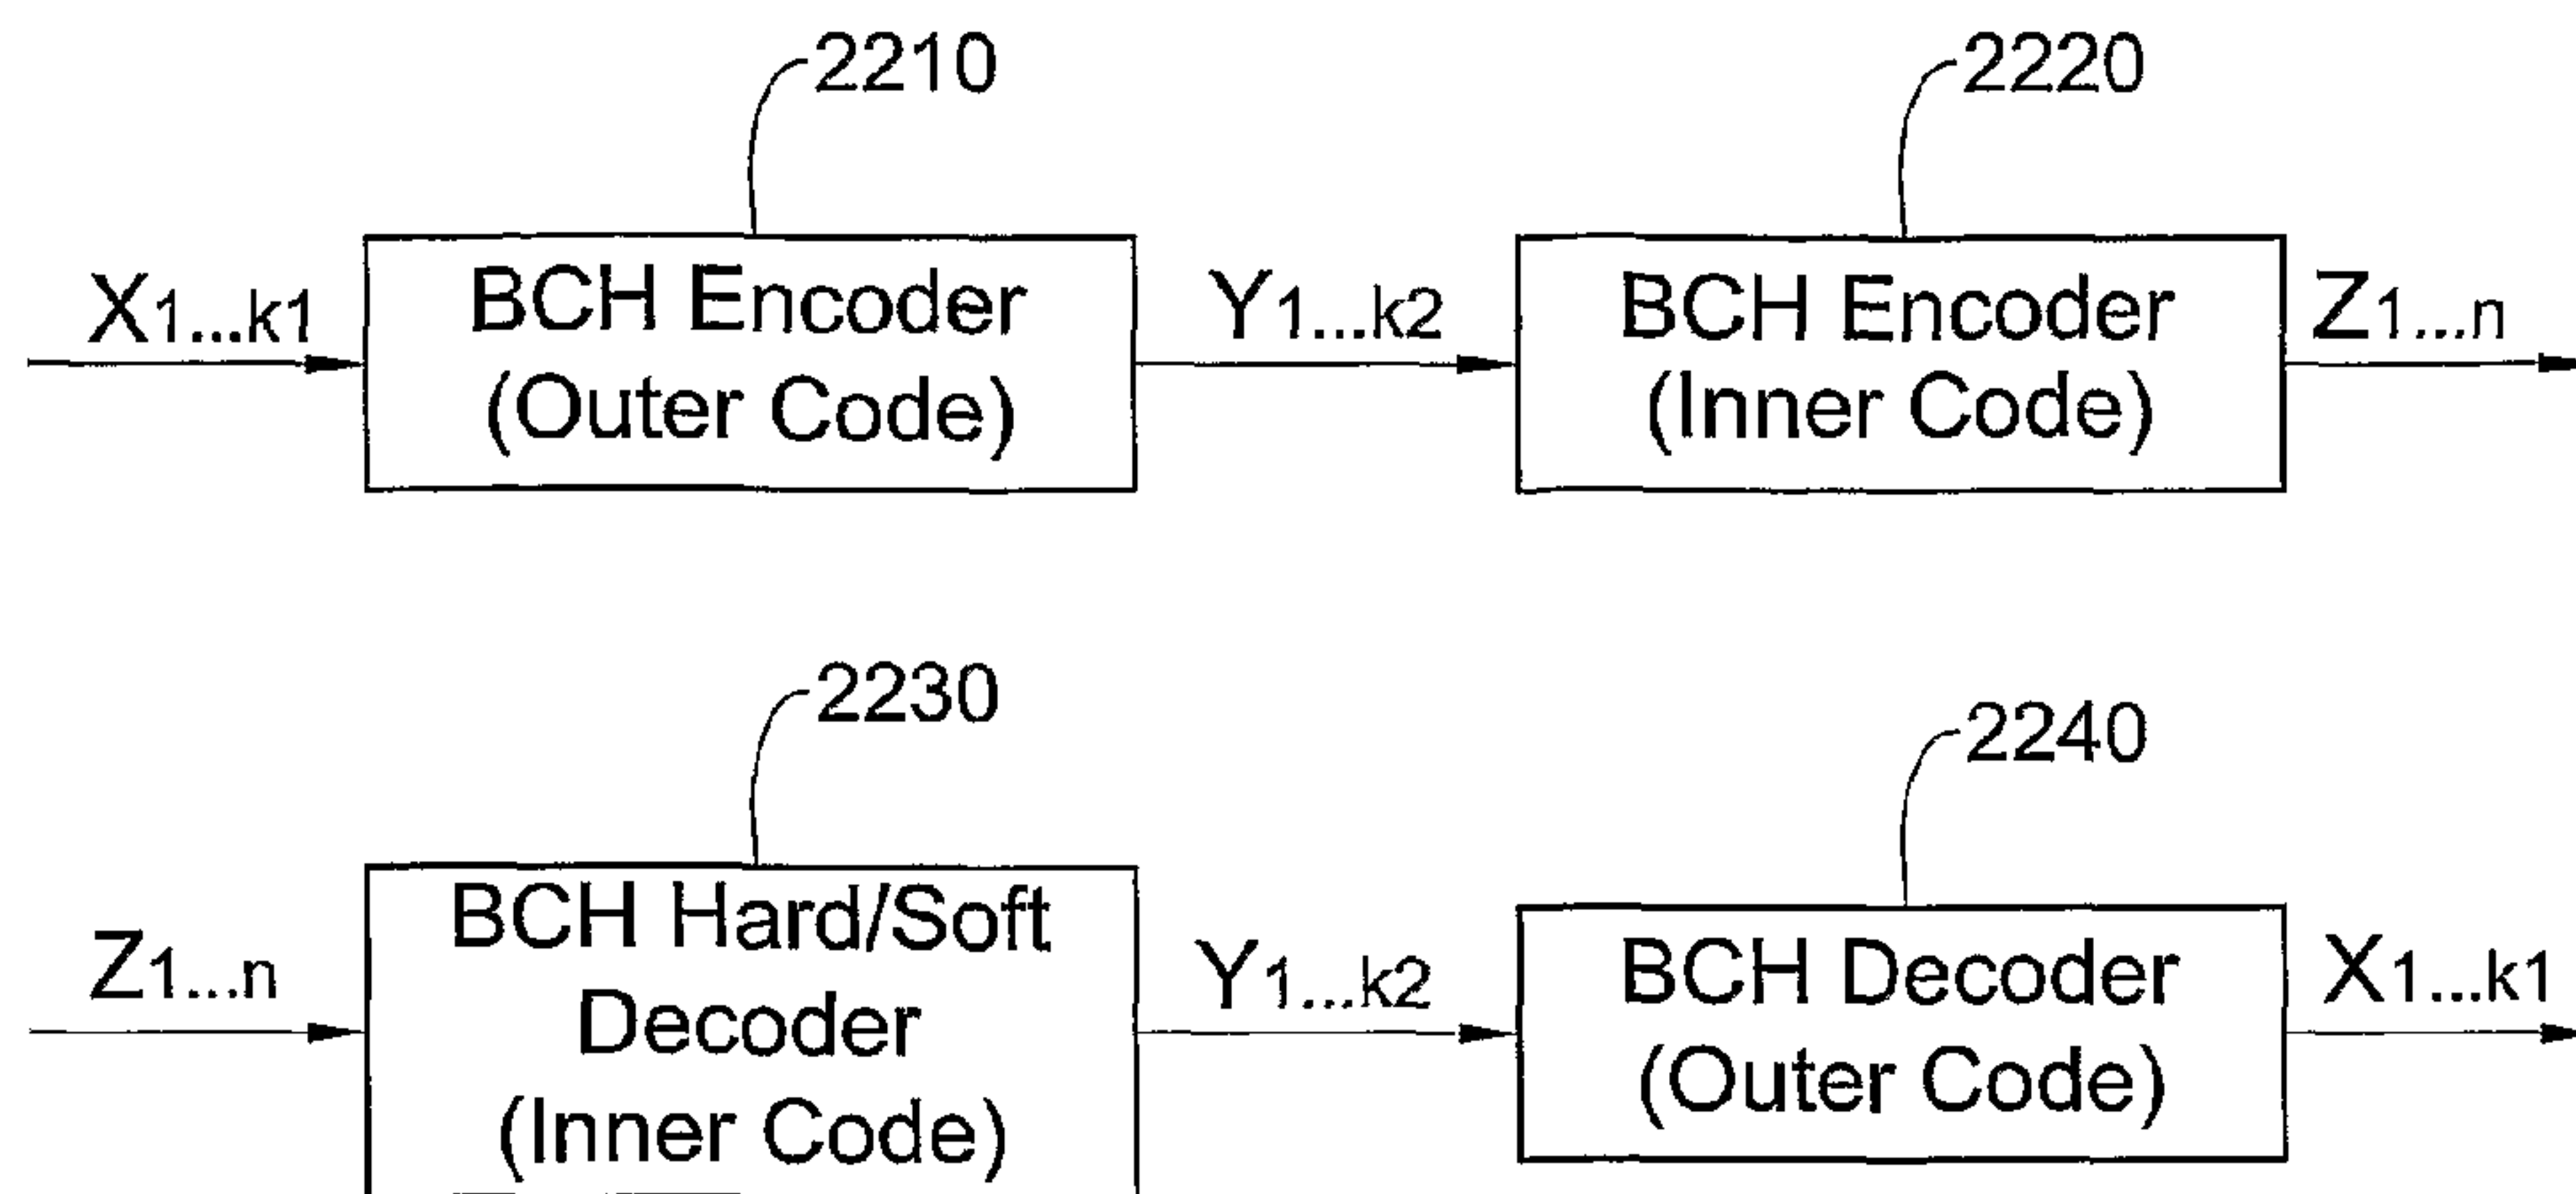 2210
2220
X1...k1
BCH Encoder
(Outer Code)
Y1...k2
BCH Encoder
(Inner Code)
Z1...n
2230
2240
Z1...n
BCH Hard/Soft
Decoder
(Inner Code)
Y1...k2
BCH Decoder
(Outer Code)
X1...k1